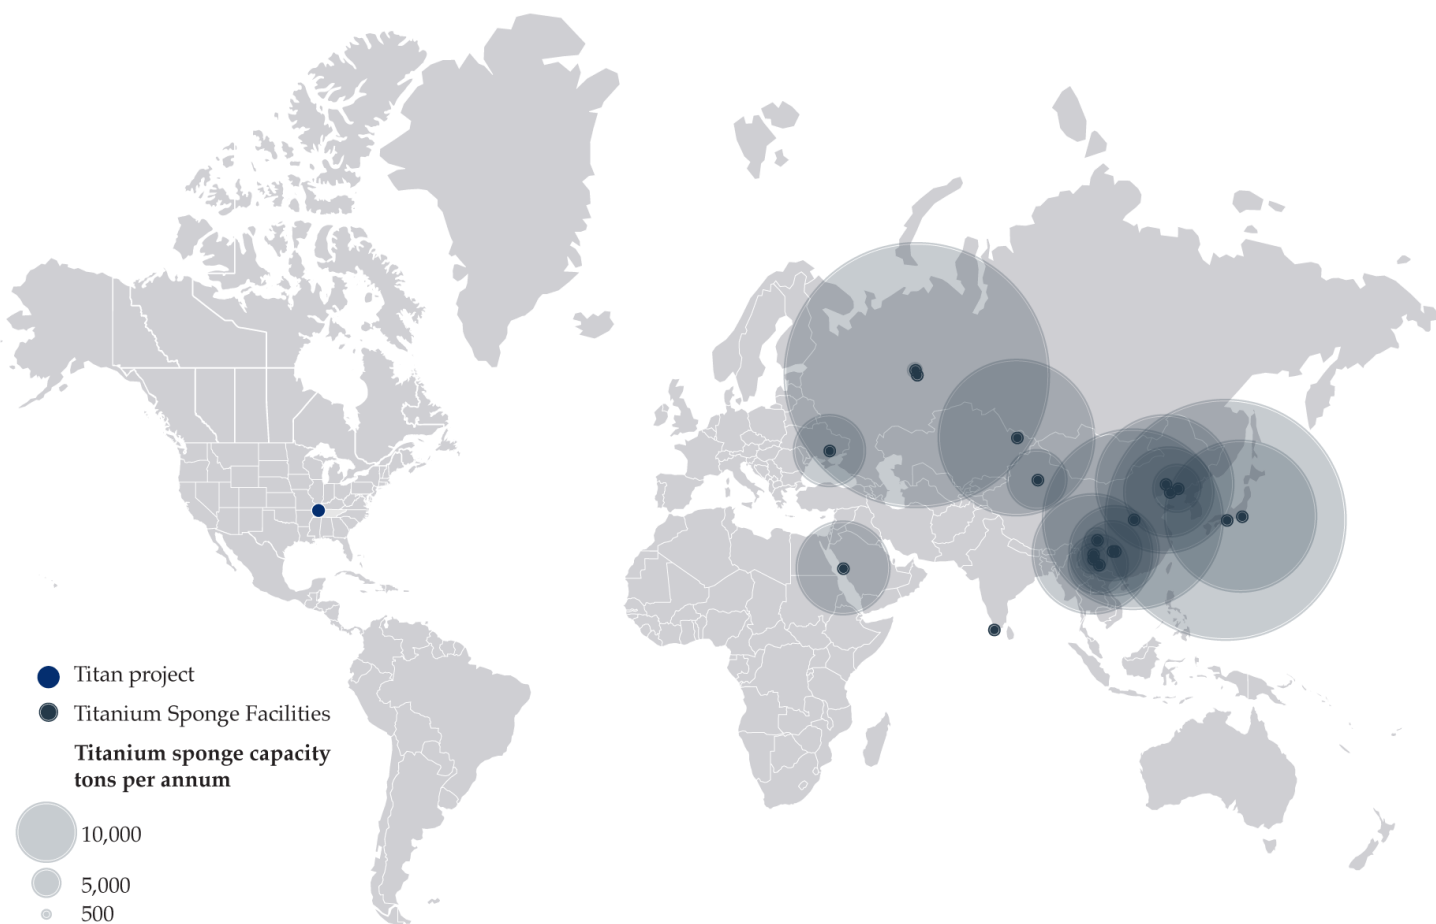 Titan project
Titanium Sponge Facilities
Titanium sponge capacity
tons per annum
10,000
5,000
500